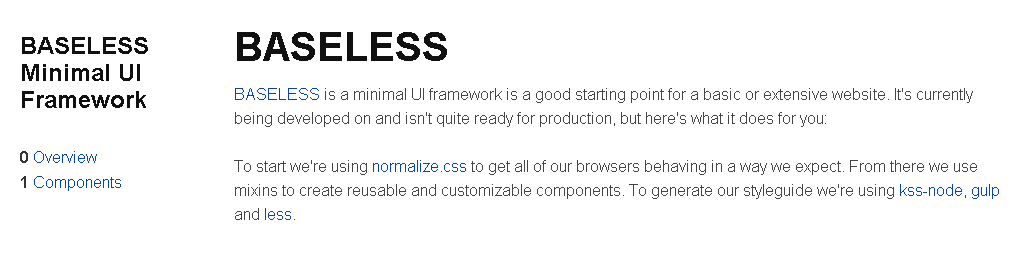 BASELESS
Minimal UI
Framework
0 Overview
1 Components
BASELESS
BASELESS is a minimal UI framework is a good starting point for a basic or extensive website. It's currently
being developed on and isn't quite ready for production, but here's what it does for you:
To start we're using normalize.css to get all of our browsers behaving in a way we expect. From there we use
mixins to create reusable and customizable components. To generate our styleguide we're using kss-node, gulp
and less.